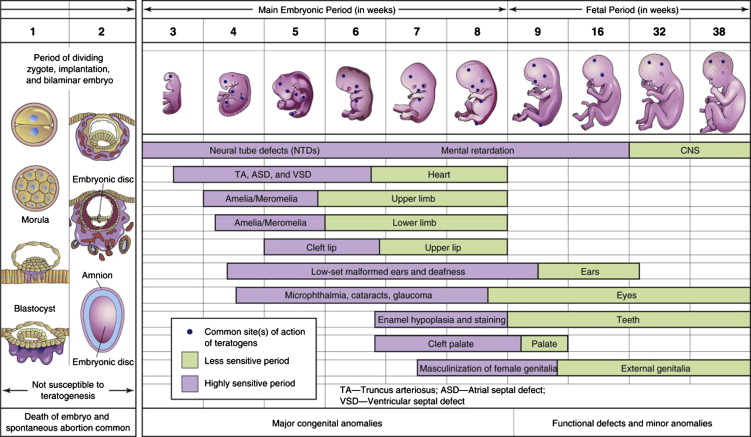 Main Embryonic Period (in weeks)
Fetal Period (in weeks)
1 2 3 4 5 6 7 8 9 16 32 38
Period of dividing
zygote, implantation,
and bilaminar embryo
Morula
Blastocyst
Embryonic disc
Amnion
Embryonic disc
Not susceptible to
teratogenesis
Death of embryo and
spontaneous abortion common
Neural tube defects (NTDs) Mental retardation CNS
TA, ASD, and VSD Heart
Amelia/Meromelia Upper limb
Amelia/Meromelia Lower limb
Cleft lip Upper lip
Low-set malformed ears and deafness Ears
Microphthalmia, cataracts, glaucoma Eyes
Enamel hypoplasia and staining Teeth
Cleft palate Palate
Masculinization of female genitalia External genitalia
Common site(s) of action
of teratogens
Less sensitive period
Highly sensitive period
TA—Truncus arteriosus; ASD—Atrial septal defect;
VSD—Ventricular septal defect
Major congenital anomalies
Functional defects and minor anomalies